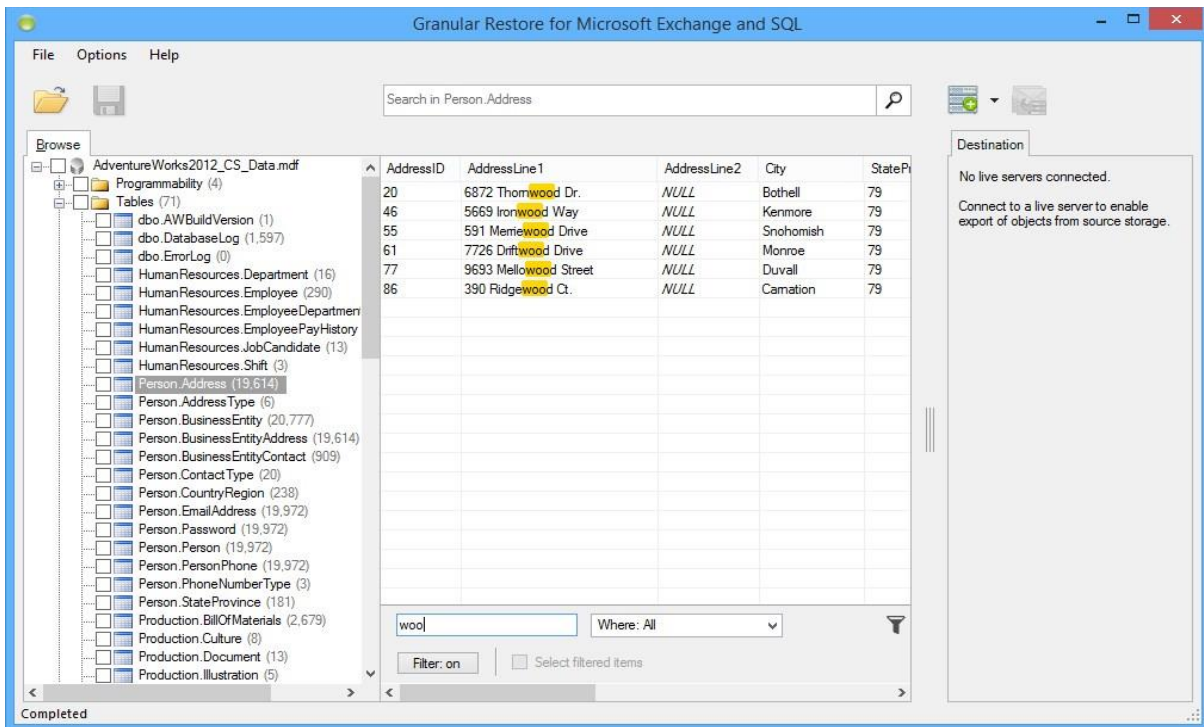 Granular Restore for Microsoft Exchange and SQL
File Options Help
Search in Person.Address
Browse
AdventureWorks2012_CS_Data.mdf
Programmability (4)
Tables (71)
dbo.AWBuildVersion (1)
dbo.DatabaseLog (1,597)
dbo.ErrorLog (0)
HumanResources.Department (16)
HumanResources.Employee (290)
HumanResources.EmployeeDepartmen
HumanResources.EmployeePayHistory
HumanResources.JobCandidate (13)
HumanResources.Shift (3)
Person.Address (19,614)
Person.AddressType (6)
Person.BusinessEntity (20,777)
Person.BusinessEntityAddress (19,614)
Person.BusinessEntityContact (909)
Person.ContactType (20)
Person.CountryRegion (238)
Person.EmailAddress (19,972)
Person.Password (19,972)
Person.Person (19,972)
Person.PersonPhone (19,972)
Person.PhoneNumberType (3)
Person.StateProvince (181)
Production.BillOfMaterials (2,679)
Production.Culture (8)
Production.Document (13)
Production.Illustration (5)
AddressID AddressLine1 AddressLine2 City StatePr
20 6872 Thornwood Dr. NULL Bothell 79
46 5669 Ironwood Way NULL Kenmore 79
55 591 Merriewood Drive NULL Snohomish 79
61 7726 Driftwood Drive NULL Monroe 79
77 9693 Mellowood Street NULL Duvall 79
86 390 Ridgewood Ct. NULL Carnation 79
woo
Where: All
Filter: on
Select filtered items
Destination
No live servers connected.
Connect to a live server to enable
export of objects from source storage.
Completed